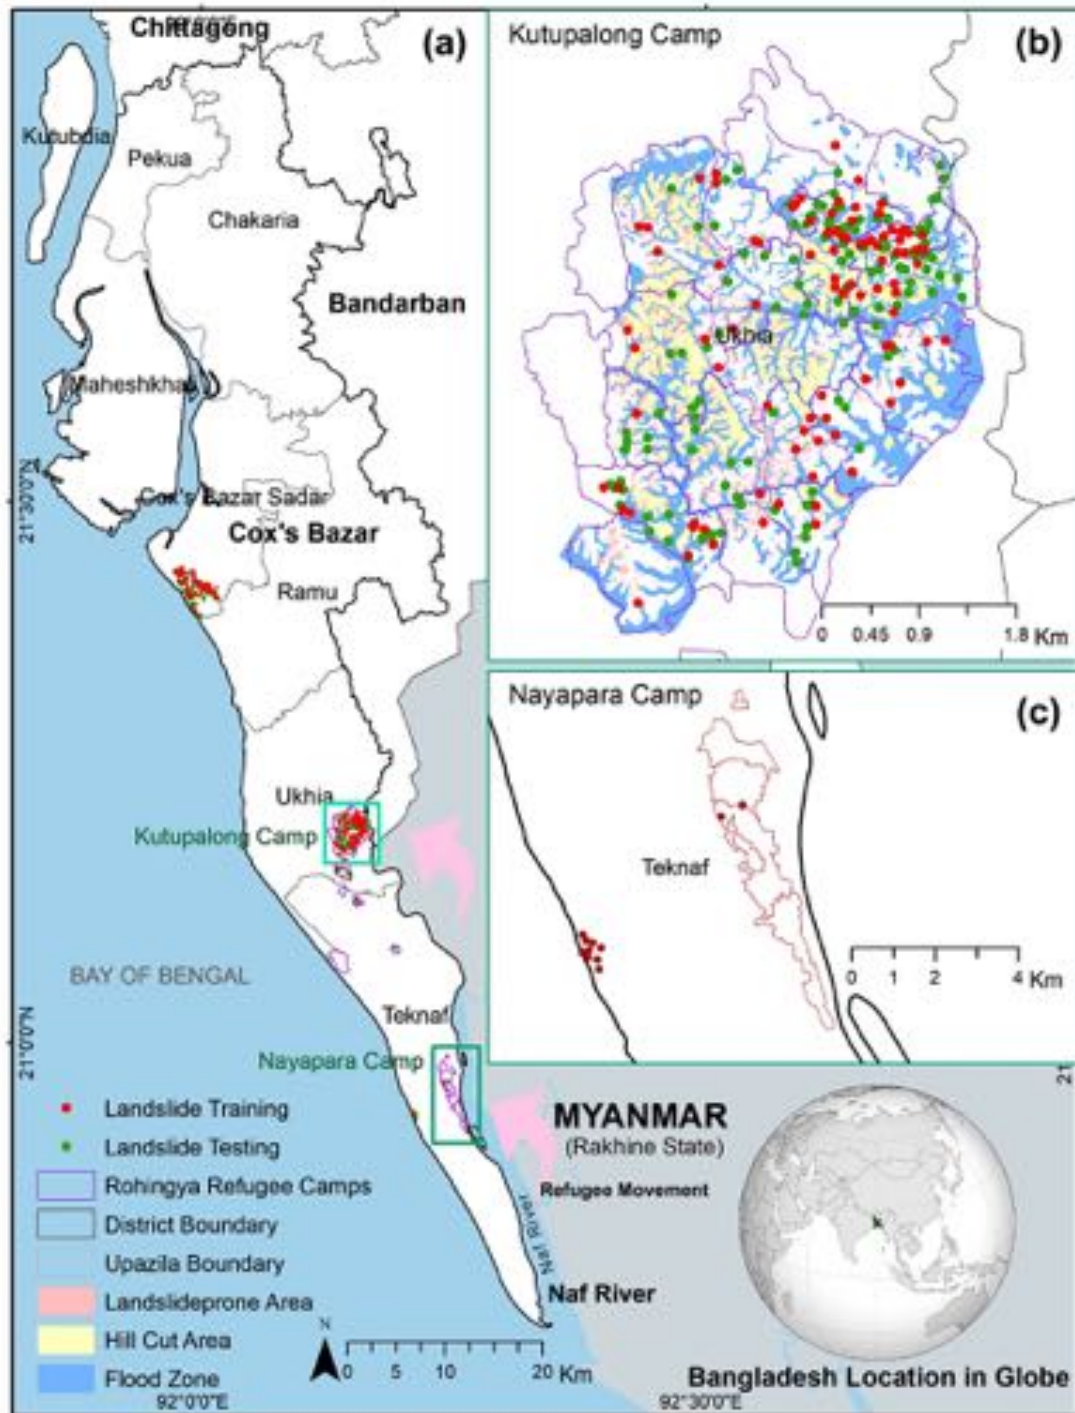 Chittagong
(a)
Kutubdia
Pekua
Chakaria
Bandarban
Maheshkhali
Cox's Bazar Sadar
Cox's Bazar
Ramu
Ukhia
Kutupalong Camp
BAY OF BENGAL
Teknaf
Nayapara Camp
21°30'0"N
21°0'0"N
Kutupalong Camp
(b)
Ukhia
0 0.45 0.9 1.8 Km
Nayapara Camp
(c)
Teknaf
0 1 2 4
Km
21
MYANMAR
(Rakhine State)
Refugee Movement
Naf River
Naf River
Landslide Training
Landslide Testing
Rohingya Refugee Camps
District Boundary
Upazila Boundary
Landslideprone Area
Hill Cut Area
Flood Zone
N
0 5 10 20 Km
Bangladesh Location in Globe
92°0'0"E
92°30'0"E